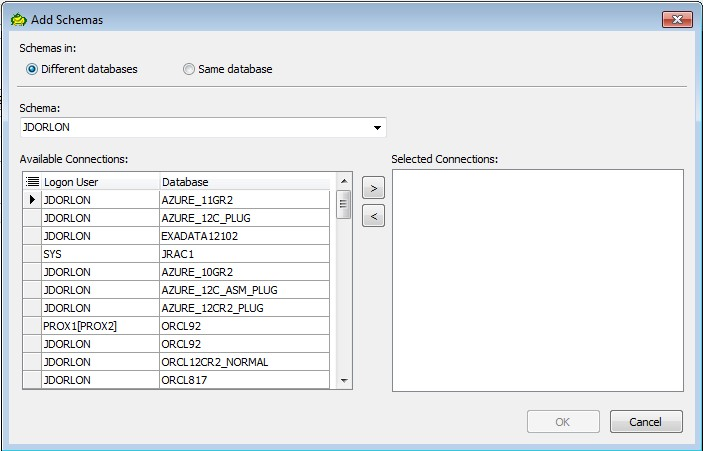 Add Schemas
Schemas in:
Different databases Same database
Schema:
JDORLON
Available Connections: Selected Connections:
Logon User Database
JDORLON AZURE_11GR2
>
JDORLON AZURE_12C_PLUG
<
JDORLON EXADATA12102
SYS JRAC1
JDORLON AZURE_10GR2
JDORLON AZURE_12C_ASM_PLUG
JDORLON AZURE_12CR2_PLUG
PROX1[PROX2] ORCL92
JDORLON ORCL92
JDORLON ORCL12CR2_NORMAL
JDORLON ORCL817
OK Cancel